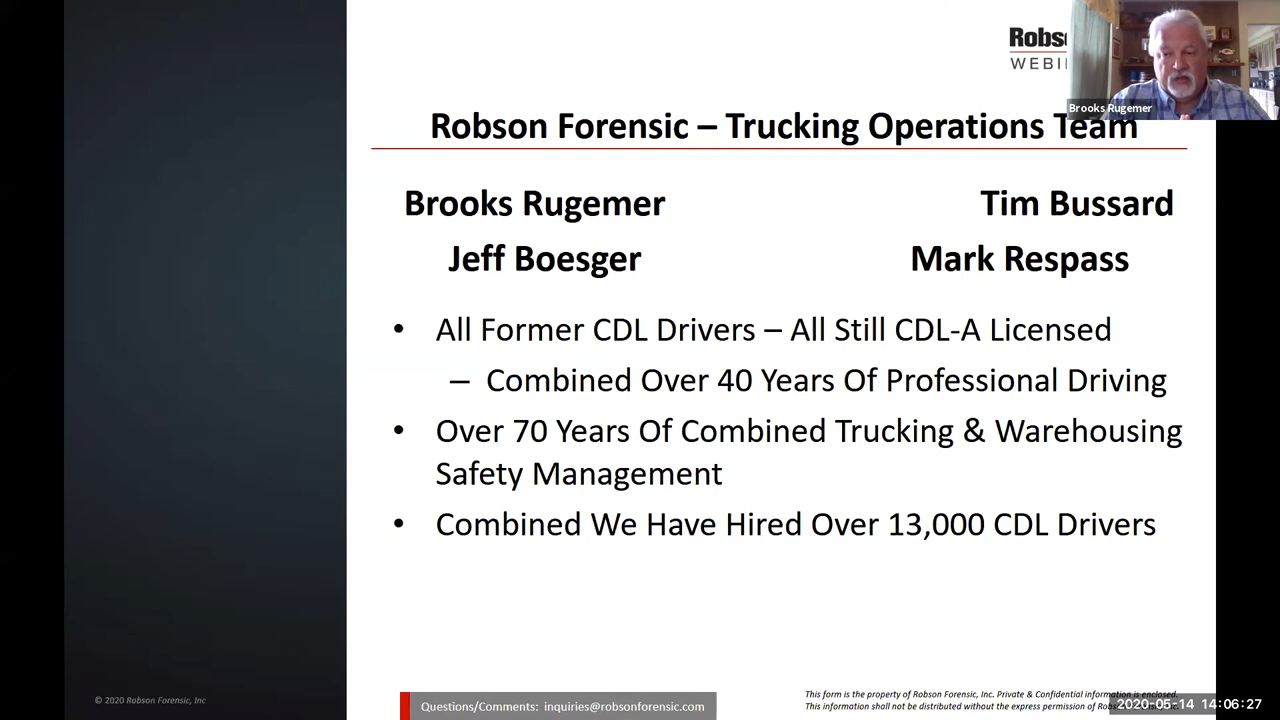 Robs
WEBI
Brooks Rugemer
Robson Forensic – Trucking Operations Team
Brooks Rugemer Tim Bussard
Jeff Boesger Mark Respass
• All Former CDL Drivers – All Still CDL-A Licensed
– Combined Over 40 Years Of Professional Driving
• Over 70 Years Of Combined Trucking & Warehousing
Safety Management
• Combined We Have Hired Over 13,000 CDL Drivers
© 2020 Robson Forensic, Inc
Questions/Comments: inquiries@robsonforensic.com
This form is the property of Robson Forensic, Inc. Private & Confidential information is enclosed.
This information shall not be distributed without the express permission of
2020-05-14 14:06:27